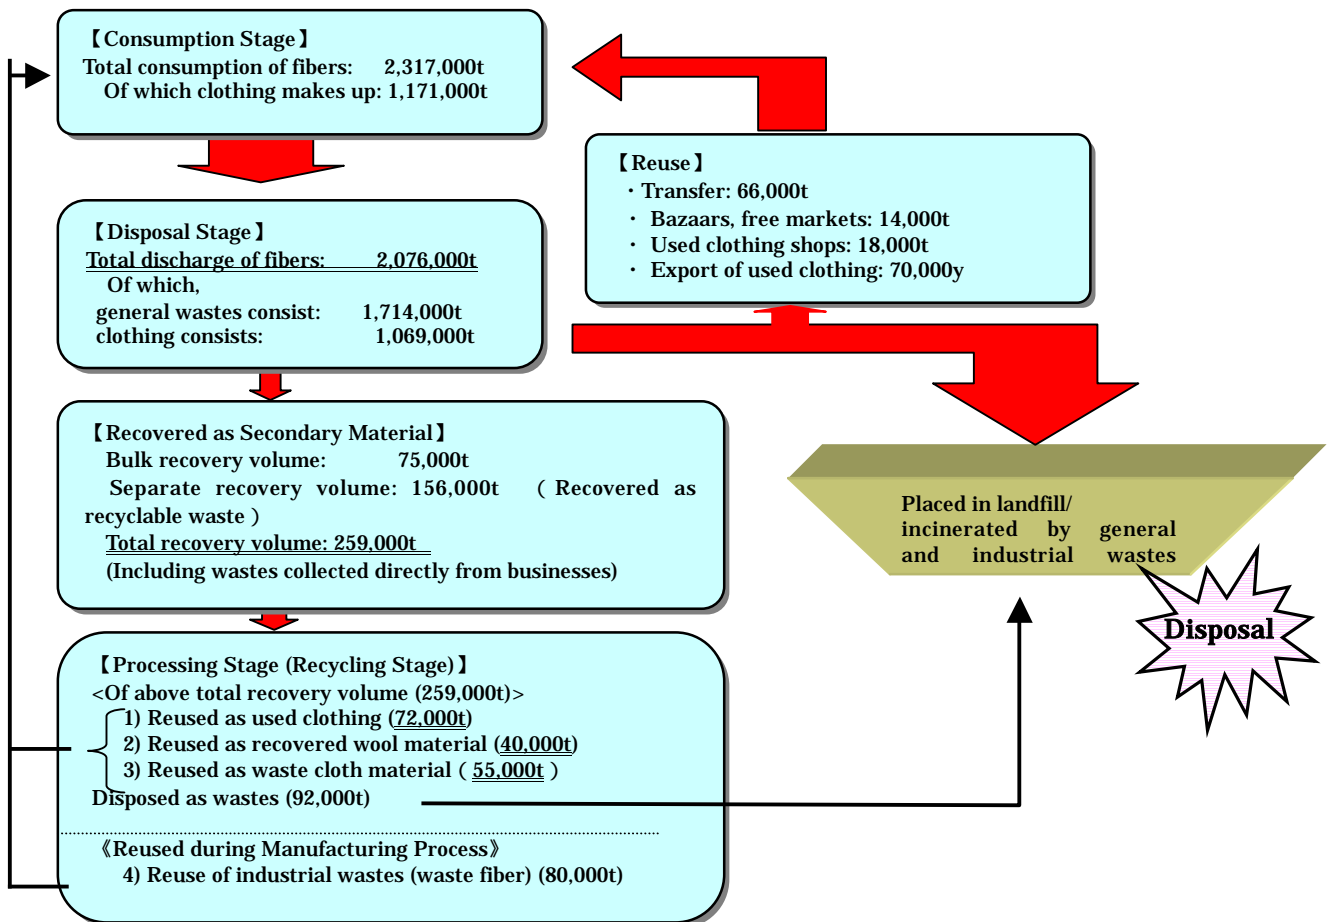 【Consumption Stage】
Total consumption of fibers: 2,317,000t
Of which clothing makes up: 1,171,000t
【Reuse】
・Transfer: 66,000t
・ Bazaars, free markets: 14,000t
・ Used clothing shops: 18,000t
・ Export of used clothing: 70,000y
【Disposal Stage】
Total discharge of fibers: 2,076,000t
Of which,
general wastes consist: 1,714,000t
clothing consists: 1,069,000t
【Recovered as Secondary Material】
Bulk recovery volume: 75,000t
Separate recovery volume: 156,000t （Recovered as
recyclable waste）
Total recovery volume: 259,000t
(Including wastes collected directly from businesses)
Placed in landfill/
incinerated by general
and industrial wastes
Disposal
【Processing Stage (Recycling Stage)】
<Of above total recovery volume (259,000t)>
1) Reused as used clothing (72,000t)
2) Reused as recovered wool material (40,000t)
3) Reused as waste cloth material（55,000t）
Disposed as wastes (92,000t)
《Reused during Manufacturing Process》
4) Reuse of industrial wastes (waste fiber) (80,000t)